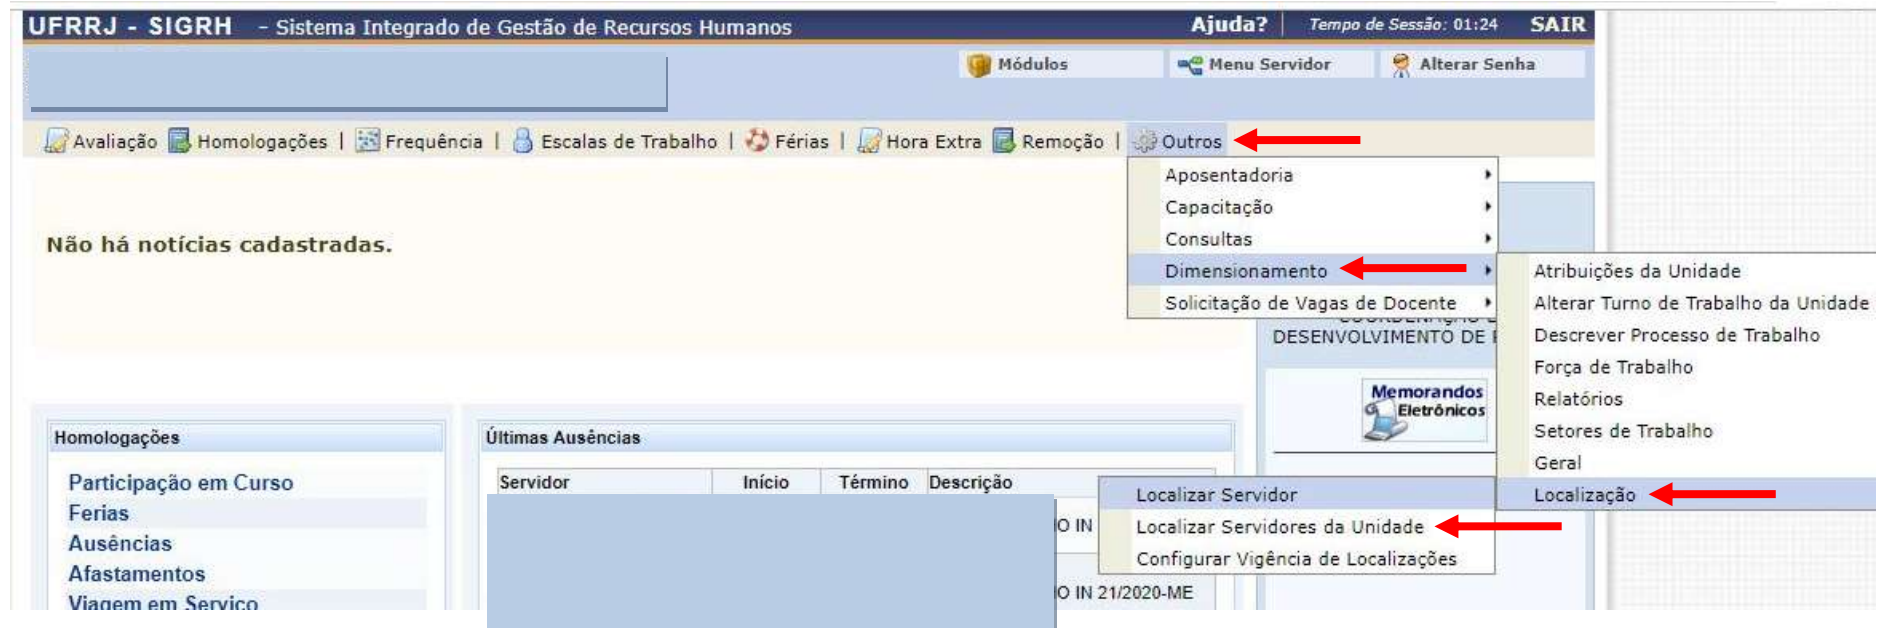 UFRRJ - SIGRH - Sistema Integrado de Gestão de Recursos Humanos Ajuda? Tempo de Sessão: 01:24 SAIR
Módulos Menu Servidor Alterar Senha
Avaliação Homologações | Frequência | Escalas de Trabalho | Férias | Hora Extra Remoção | Outros
Aposentadoria
Capacitação
Consultas
Dimensionamento
Solicitação de Vagas de Docente
Não há notícias cadastradas.
Atribuições da Unidade
Alterar Turno de Trabalho da Unidade
Descrever Processo de Trabalho
Força de Trabalho
Relatórios
Setores de Trabalho
Geral
Localização
DESENVOLVIMENTO DE
Memorandos
Eletrônicos
Localizar Servidor
Localizar Servidores da Unidade
Configurar Vigência de Localizações
Homologações
Participação em Curso
Ferias
Ausências
Afastamentos
Viagem em Serviço
Últimas Ausências
Servidor Início Término Descrição
O IN
O IN 21/2020-ME